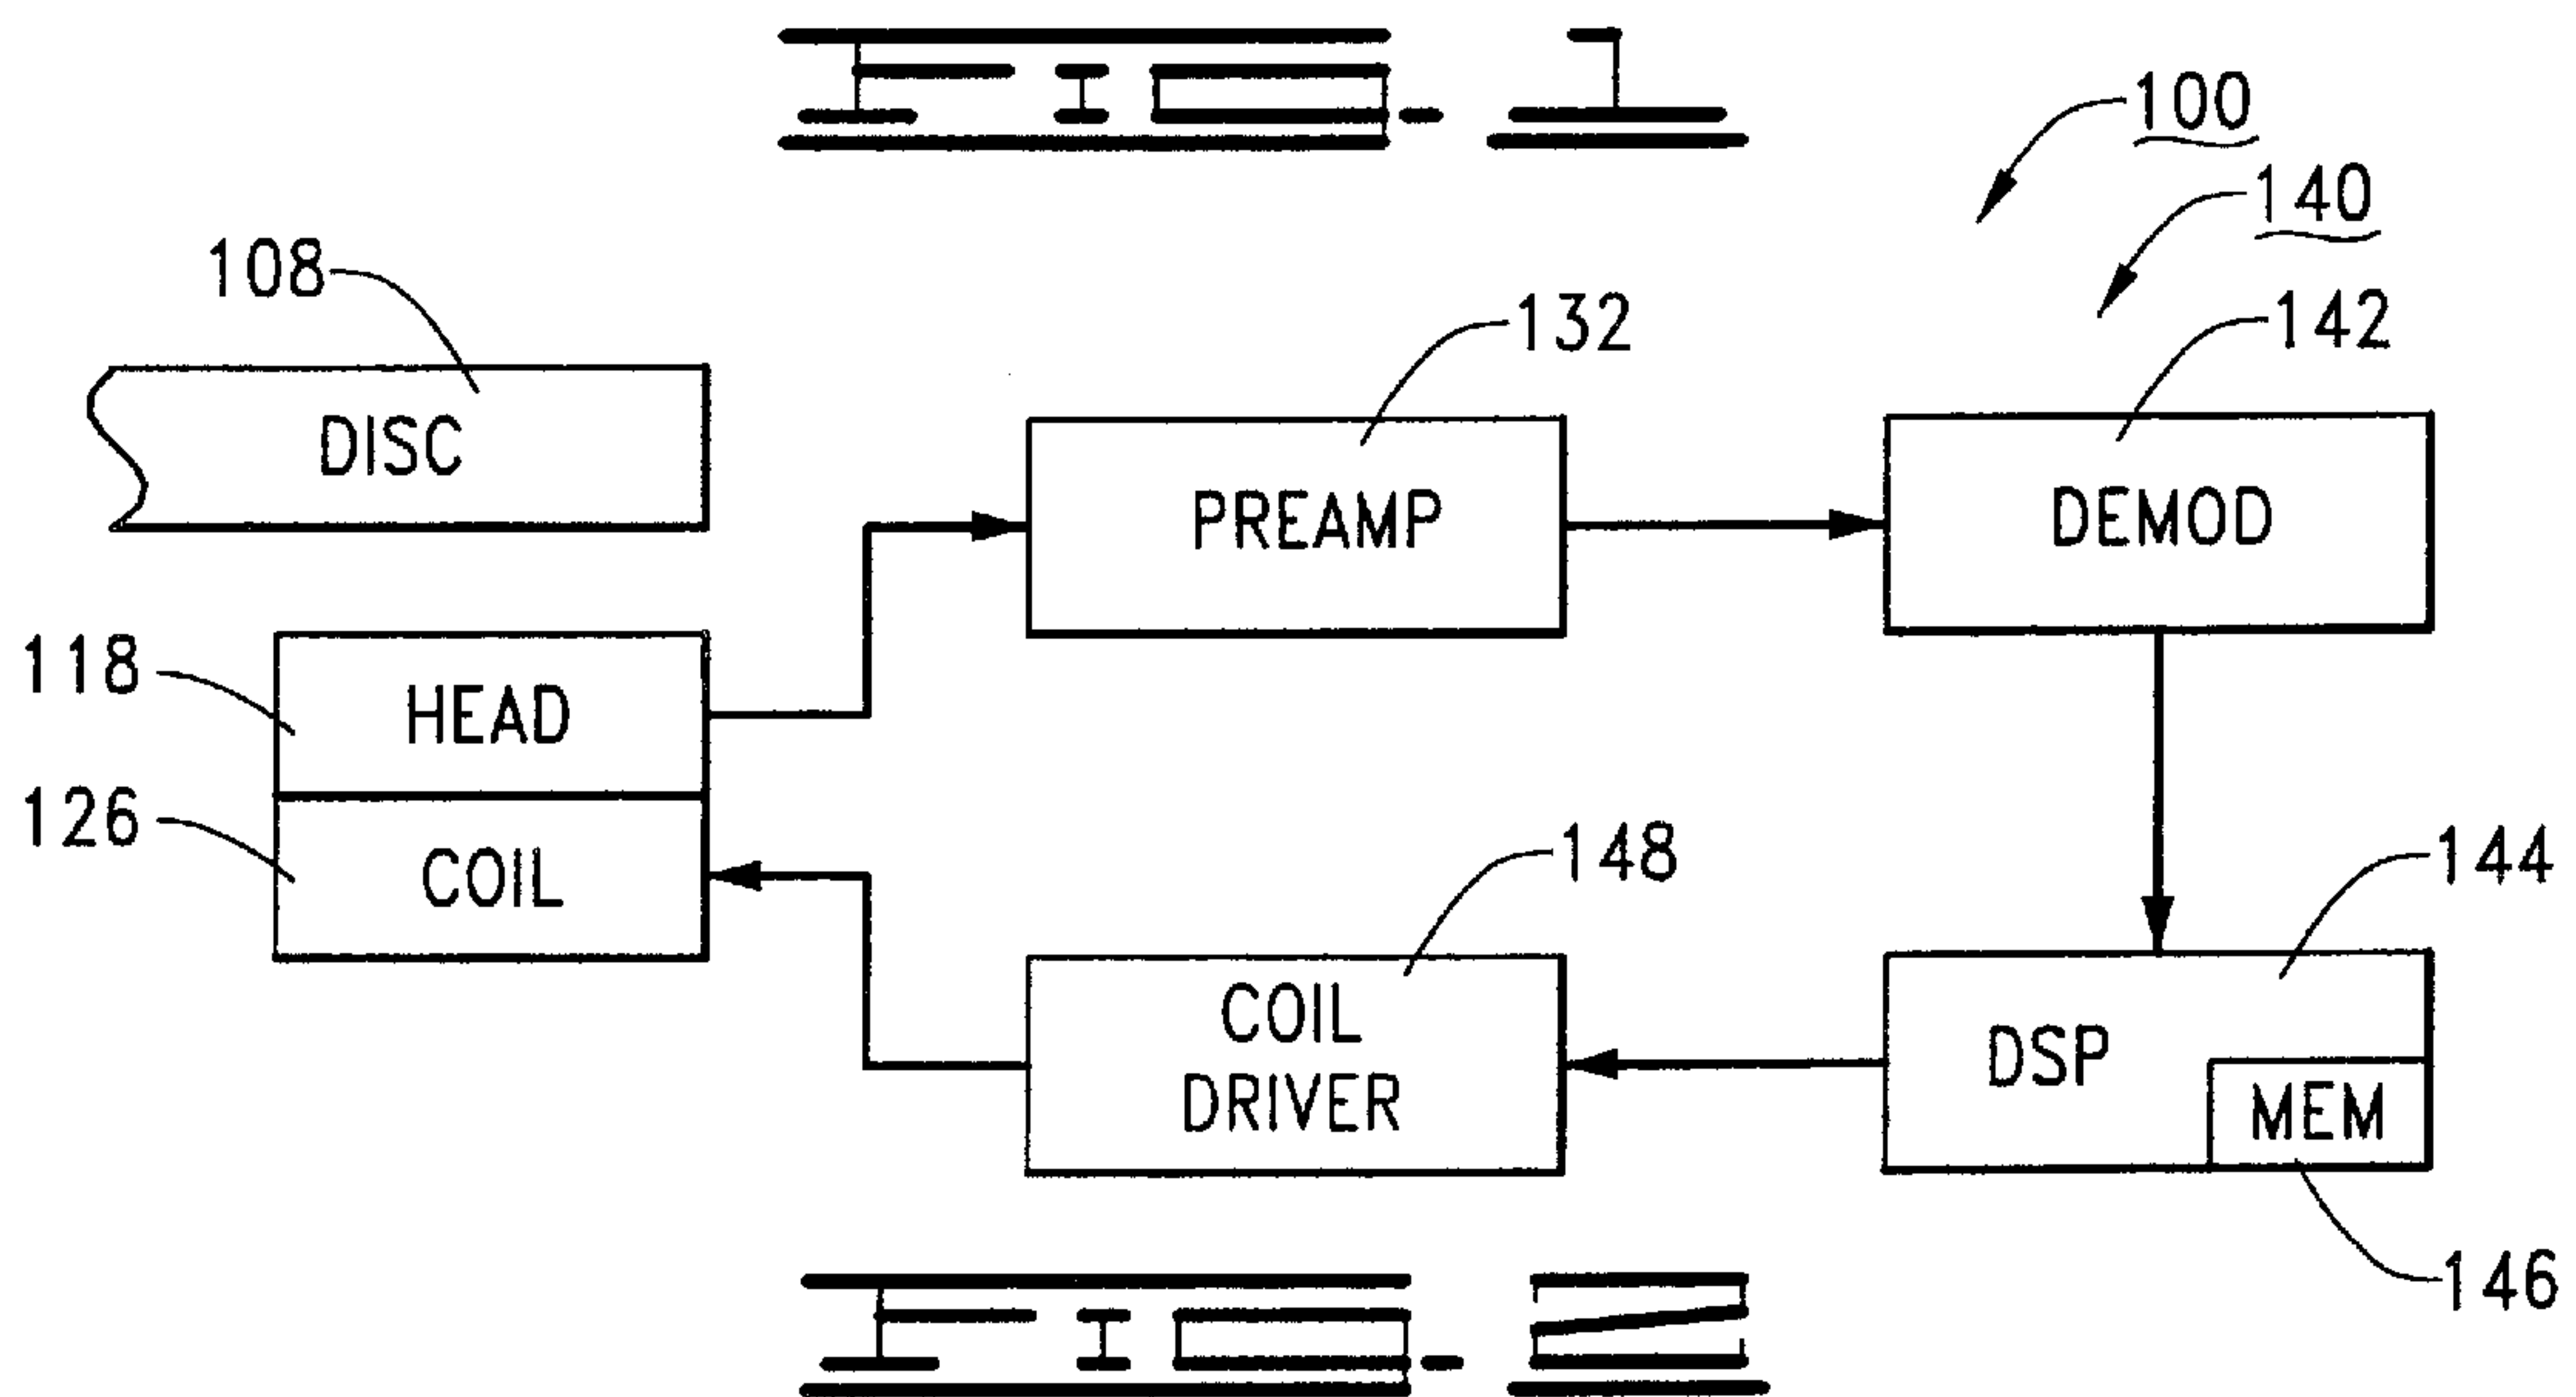 FIG. 1
100
140
108
132
142
DISC
PREAMP
DEMOD
118
HEAD
126
COIL
148
144
COIL
DRIVER
DSP
MEM
146
FIG. 2